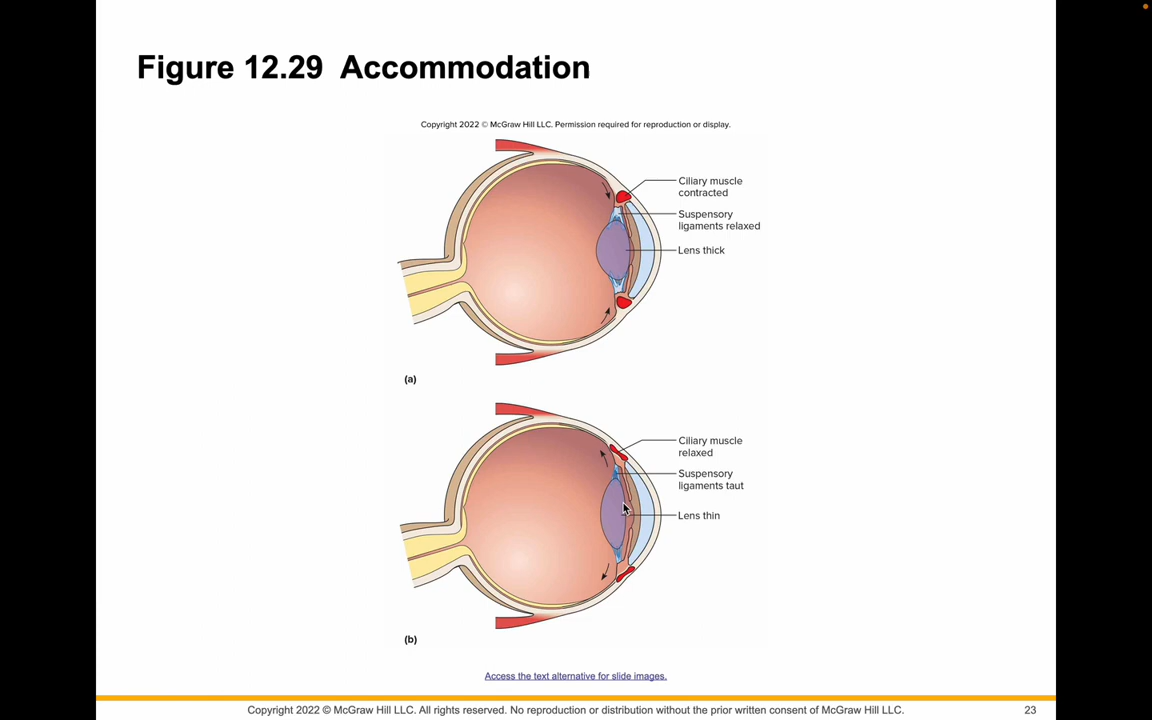 Figure 12.29 Accommodation
Copyright 2022 © McGraw Hill LLC. Permission required for reproduction or display.
Ciliary muscle
contracted
Suspensory
ligaments relaxed
Lens thick
(a)
Ciliary muscle
relaxed
Suspensory
ligaments taut
Lens thin
(b)
Access the text alternative for slide images.
Copyright 2022 © McGraw Hill LLC. All rights reserved. No reproduction or distribution without the prior written consent of McGraw Hill LLC.
23